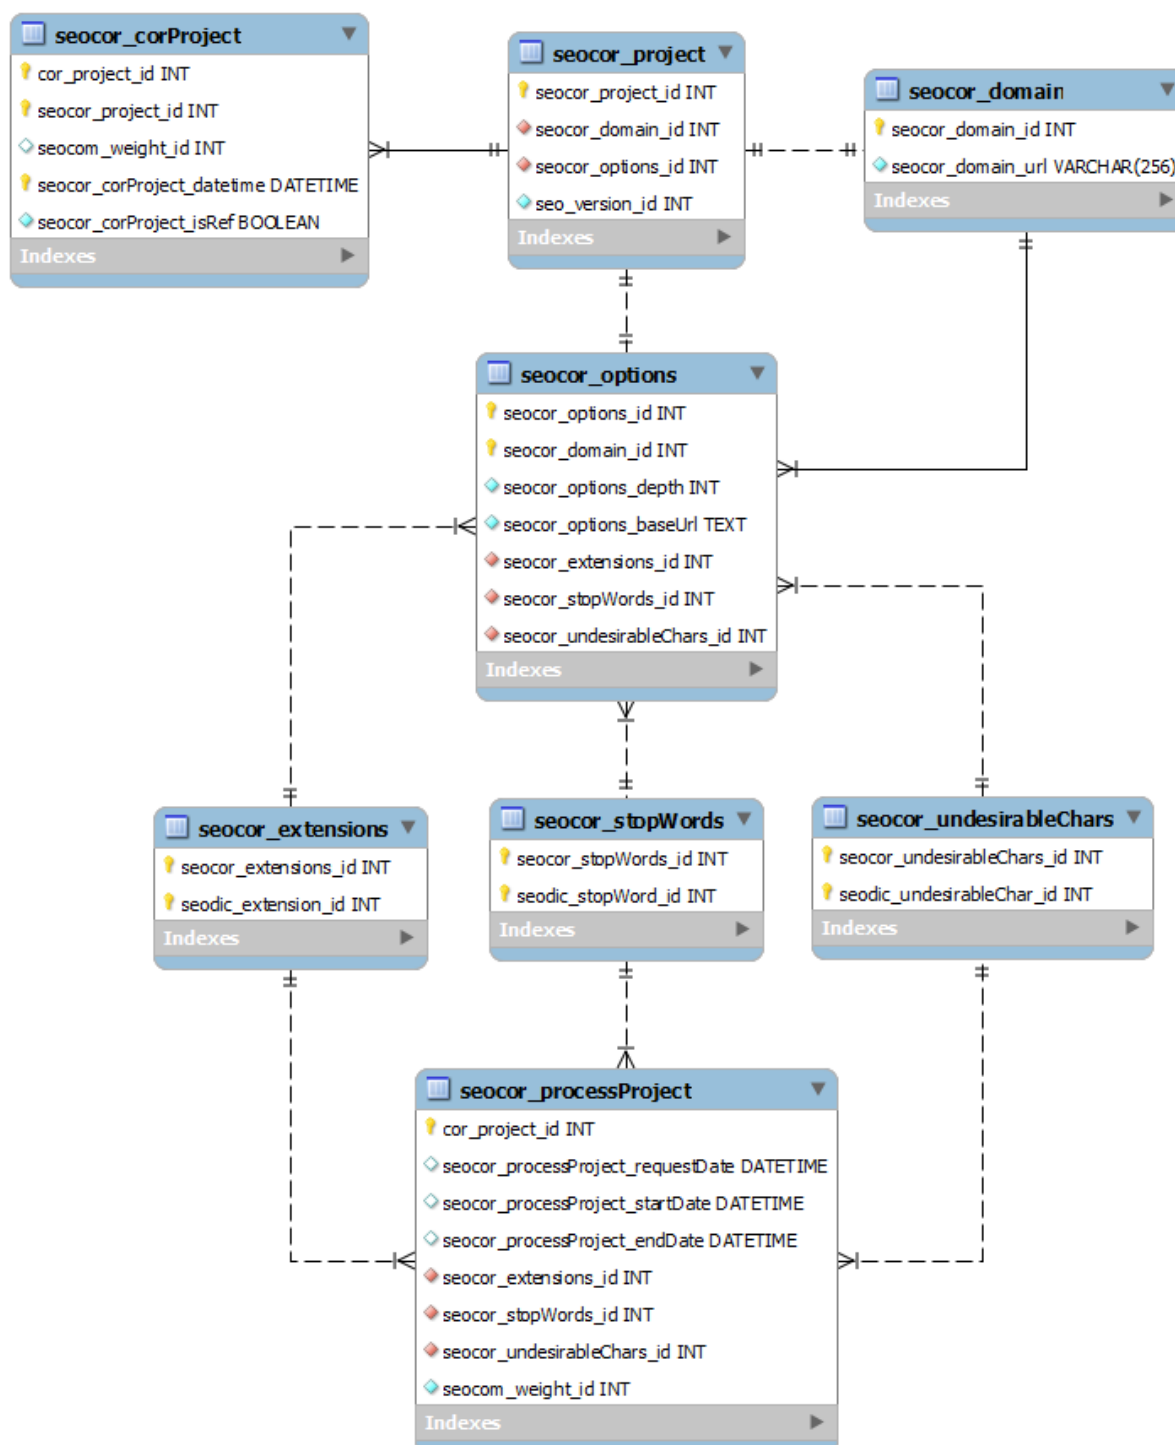 seocor_corProject
cor_project_id INT
seocor_project_id INT
seocom_weight_id INT
seocor_corProject_datetime DATETIME
seocor_corProject_isRef BOOLEAN
Indexes
seocor_project
seocor_project_id INT
seocor_domain_id INT
seocor_options_id INT
seo_version_id INT
Indexes
seocor_domain
seocor_domain_id INT
seocor_domain_url VARCHAR(256)
Indexes
seocor_options
seocor_options_id INT
seocor_domain_id INT
seocor_options_depth INT
seocor_options_baseUrl TEXT
seocor_extensions_id INT
seocor_stopWords_id INT
seocor_undesirableChars_id INT
Indexes
seocor_extensions
seocor_extensions_id INT
seodic_extension_id INT
Indexes
seocor_stopWords
seocor_stopWords_id INT
seodic_stopWord_id INT
Indexes
seocor_undesirableChars
seocor_undesirableChars_id INT
seodic_undesirableChar_id INT
Indexes
seocor_processProject
cor_project_id INT
seocor_processProject_requestDate DATETIME
seocor_processProject_startDate DATETIME
seocor_processProject_endDate DATETIME
seocor_extensions_id INT
seocor_stopWords_id INT
seocor_undesirableChars_id INT
seocom_weight_id INT
Indexes